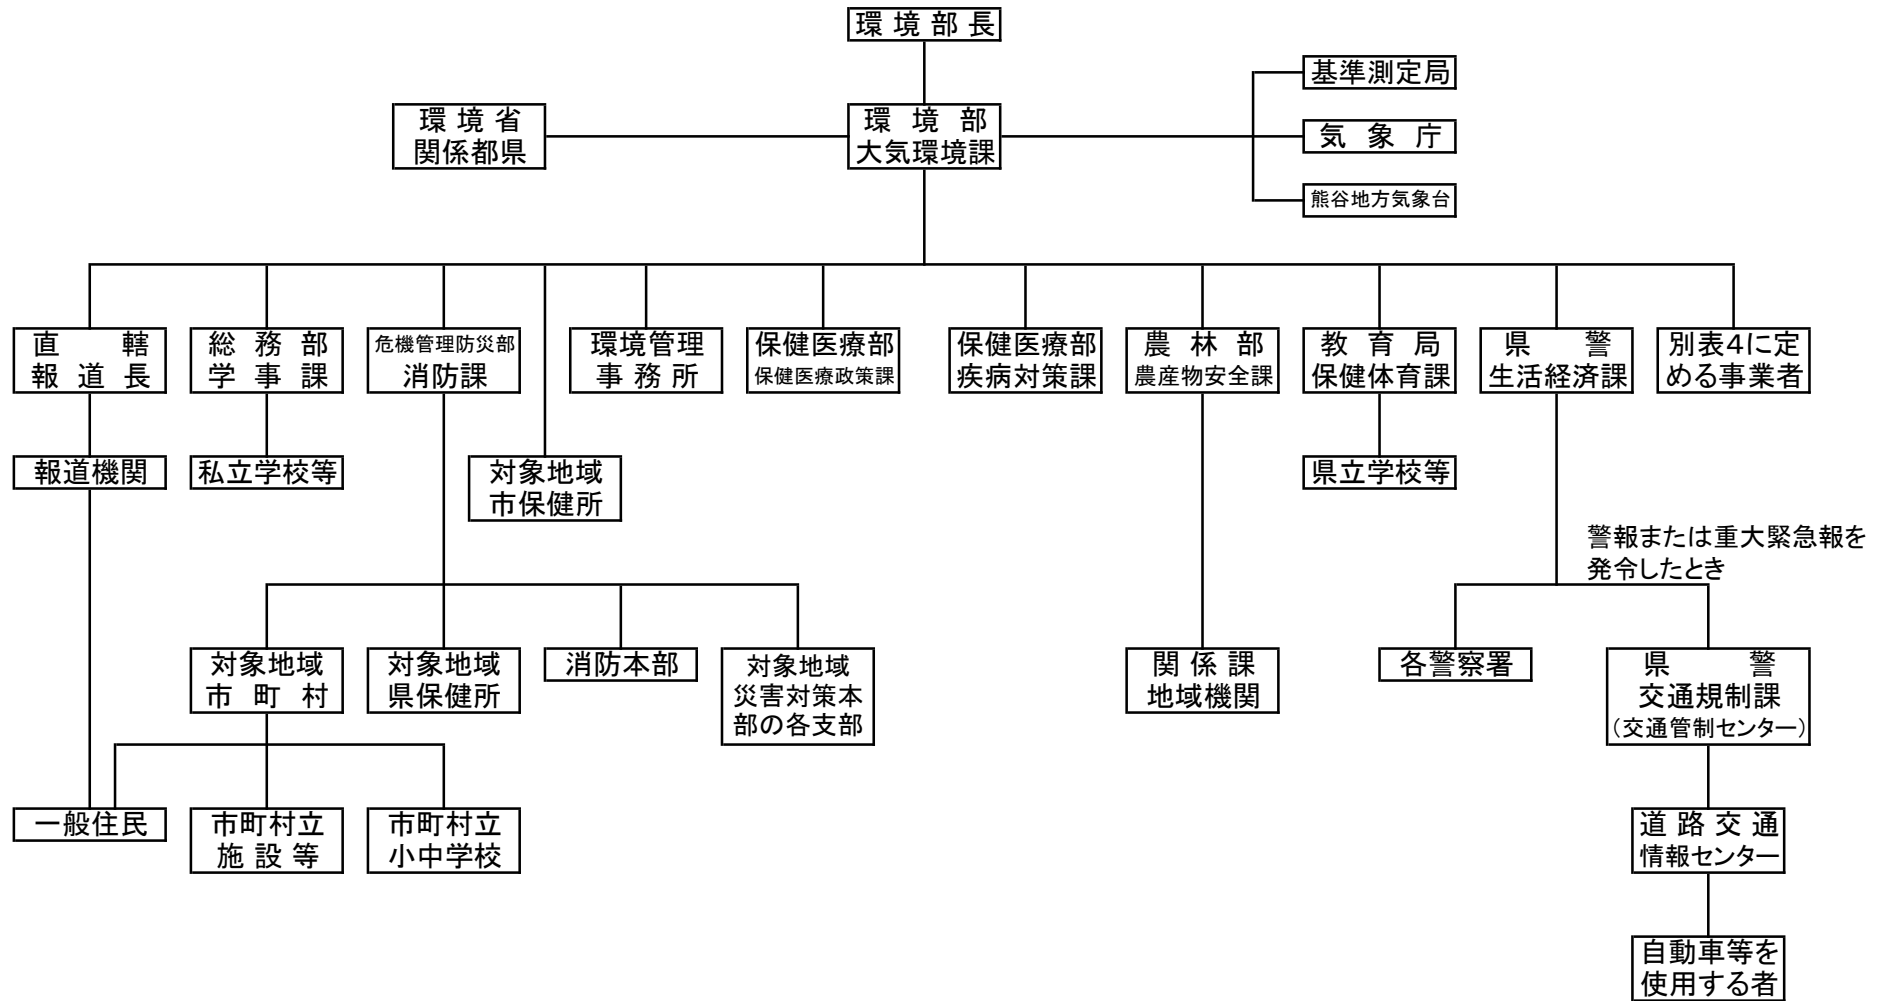 環境部長
基準測定局
環境省
関係都県
環境部
大気環境課
気象庁
熊谷地方気象台
直轄
報道長
総務部
学事課
危機管理防災部
消防課
環境管理
事務所
保健医療部
保健医療政策課
保健医療部
疾病対策課
農林部
農産物安全課
教育局
保健体育課
県警
生活経済課
別表4に定
める事業者
報道機関
私立学校等
対象地域
市保健所
県立学校等
警報または重大緊急報を
発令したとき
対象地域
市町村
対象地域
県保健所
消防本部
対象地域
災害対策本
部の各支部
関係課
地域機関
各警察署
県警
交通規制課
(交通管制センター)
一般住民
市町村立
施設等
市町村立
小中学校
道路交通
情報センター
自動車等を
使用する者